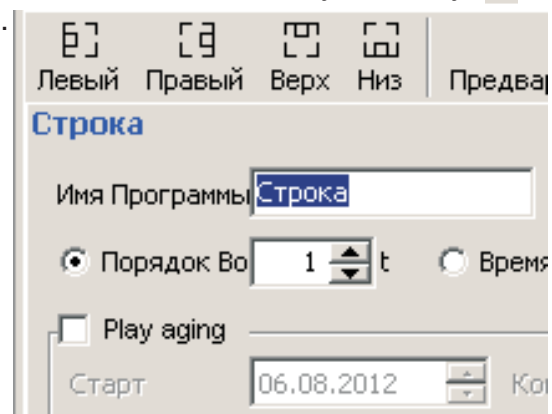 Левый Правый Верх Низ Предвар
Строка
Имя Программы Строка
Порядок Во 1 t Время
Play aging
Старт 06.08.2012 Кон